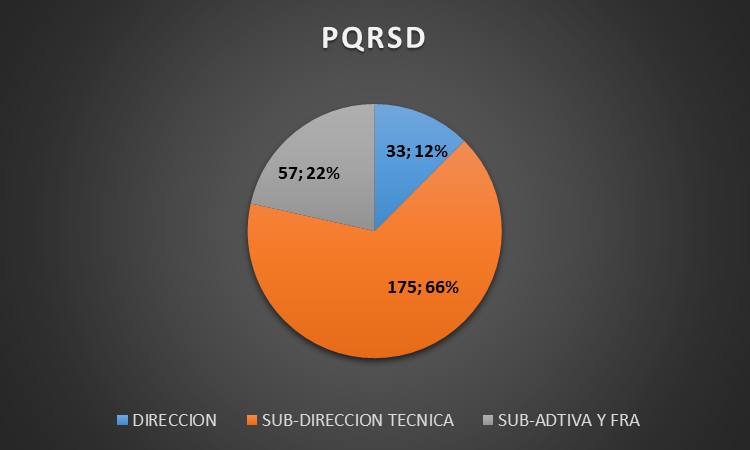 PQRSD
33; 12%
57; 22%
175; 66%
DIRECCION
SUB-DIRECCION TECNICA
SUB-ADTIVA Y FRA